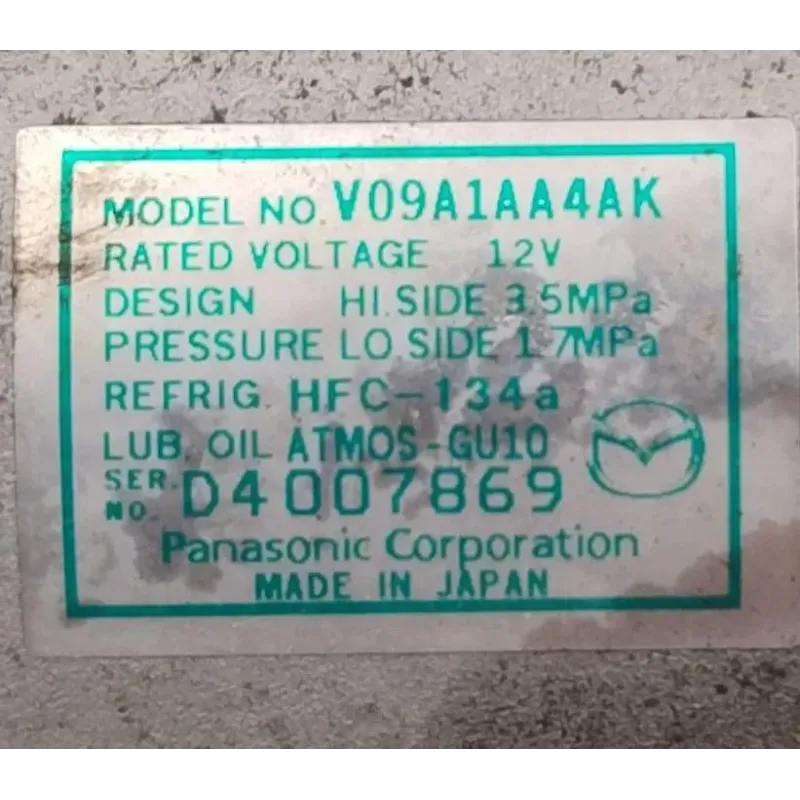 MODEL NO. V09A1AA4AK
RATED VOLTAGE 12V
DESIGN HI.SIDE 3.5MPa
PRESSURE LO SIDE 1.7MPa
REFRIG. HFC-134a
LUB. OIL ATMOS-GU10
SER. NO. D4007869
Panasonic Corporation
MADE IN JAPAN